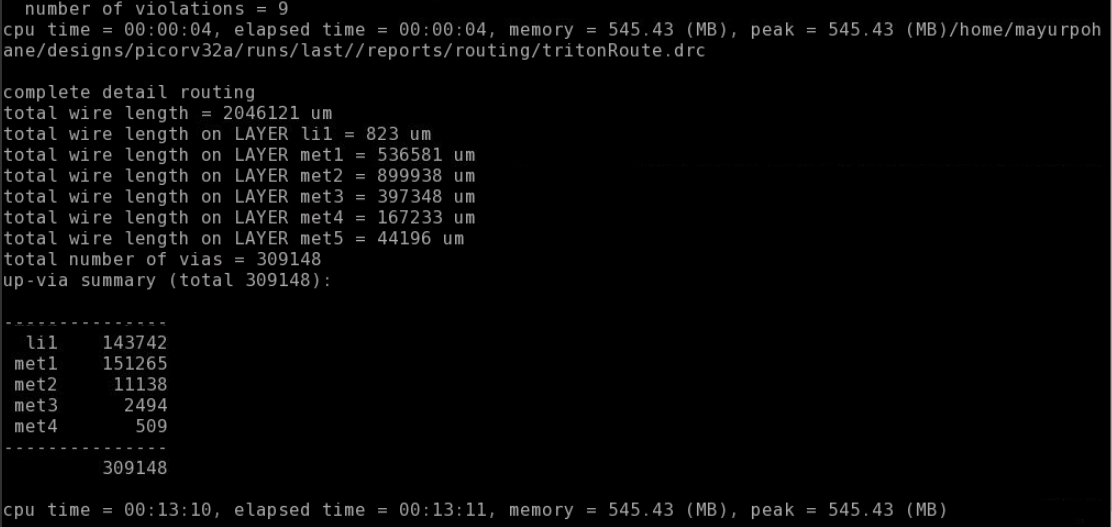 number of violations = 9
cpu time = 00:00:04, elapsed time = 00:00:04, memory = 545.43 (MB), peak = 545.43 (MB)/home/mayurpoh
ane/designs/picorv32a/runs/last//reports/routing/tritonRoute.drc
complete detail routing
total wire length = 2046121 um
total wire length on LAYER li1 = 823 um
total wire length on LAYER met1 = 536581 um
total wire length on LAYER met2 = 899938 um
total wire length on LAYER met3 = 397348 um
total wire length on LAYER met4 = 167233 um
total wire length on LAYER met5 = 44196 um
total number of vias = 309148
up-via summary (total 309148):
---------------
li1 143742
met1 151265
met2 11138
met3 2494
met4 509
---------------
309148
cpu time = 00:13:10, elapsed time = 00:13:11, memory = 545.43 (MB), peak = 545.43 (MB)